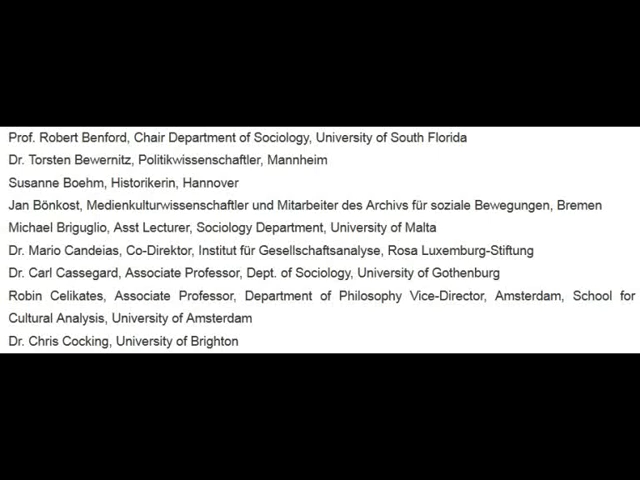 Prof. Robert Benford, Chair Department of Sociology, University of South Florida
Dr. Torsten Bewernitz, Politikwissenschaftler, Mannheim
Susanne Boehm, Historikerin, Hannover
Jan Bönkost, Medienkulturwissenschaftler und Mitarbeiter des Archivs für soziale Bewegungen, Bremen
Michael Briguglio, Asst Lecturer, Sociology Department, University of Malta
Dr. Mario Candeias, Co-Direktor, Institut für Gesellschaftsanalyse, Rosa Luxemburg-Stiftung
Dr. Carl Cassegard, Associate Professor, Dept. of Sociology, University of Gothenburg
Robin Celikates, Associate Professor, Department of Philosophy Vice-Director, Amsterdam, School for
Cultural Analysis, University of Amsterdam
Dr. Chris Cocking, University of Brighton